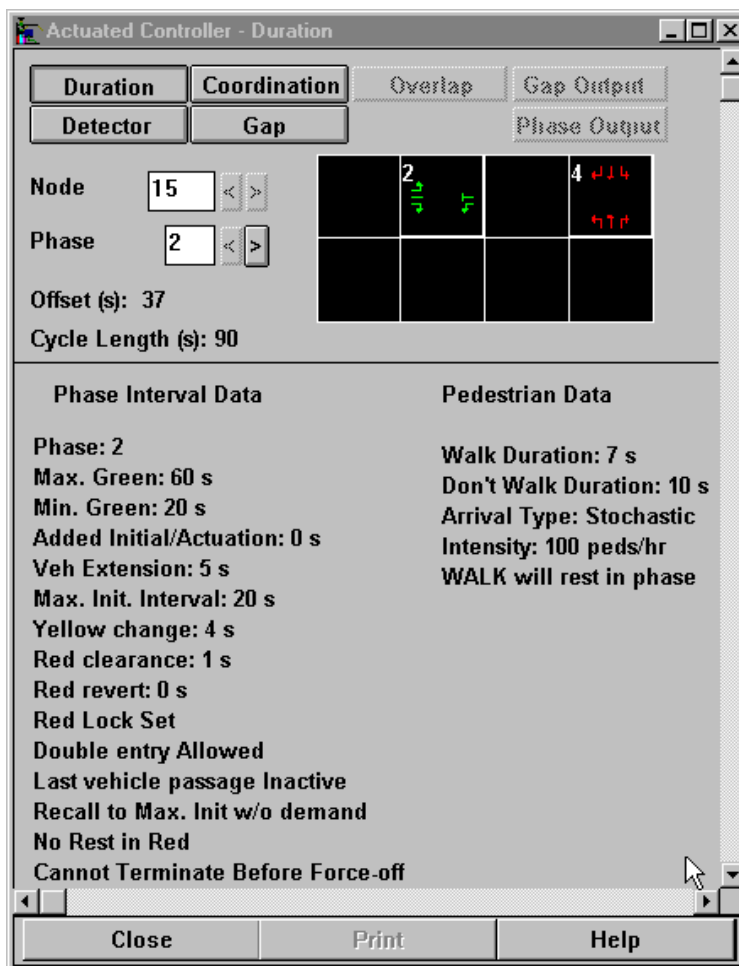 Actuated Controller - Duration
Duration Coordination Overlap Gap Output
Detector Gap Phase Output
Node 15 < >
Phase 2 < >
2 4
Offset (s): 37
Cycle Length (s): 90
Phase Interval Data
Phase: 2
Max. Green: 60 s
Min. Green: 20 s
Added Initial/Actuation: 0 s
Veh Extension: 5 s
Max. Init. Interval: 20 s
Yellow change: 4 s
Red clearance: 1 s
Red revert: 0 s
Red Lock Set
Double entry Allowed
Last vehicle passage Inactive
Recall to Max. Init w/o demand
No Rest in Red
Cannot Terminate Before Force-off
Pedestrian Data
Walk Duration: 7 s
Don't Walk Duration: 10 s
Arrival Type: Stochastic
Intensity: 100 peds/hr
WALK will rest in phase
Close Print Help